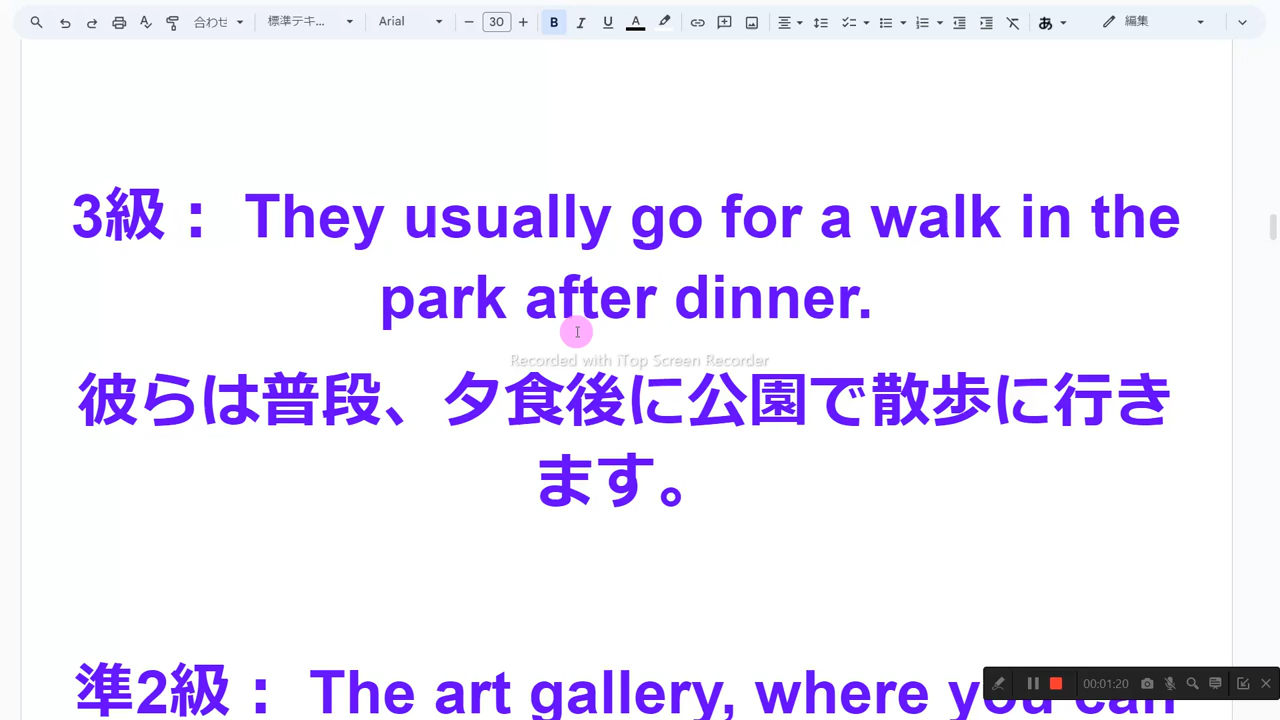 合わせ 標準テキ... Arial 30 B I U A あ 編集
3級： They usually go for a walk in the
park after dinner.
Recorded with iTop Screen Recorder
彼らは普段、夕食後に公園で散歩に行き
ます。
準2級： The art gallery, where you can
00:01:20